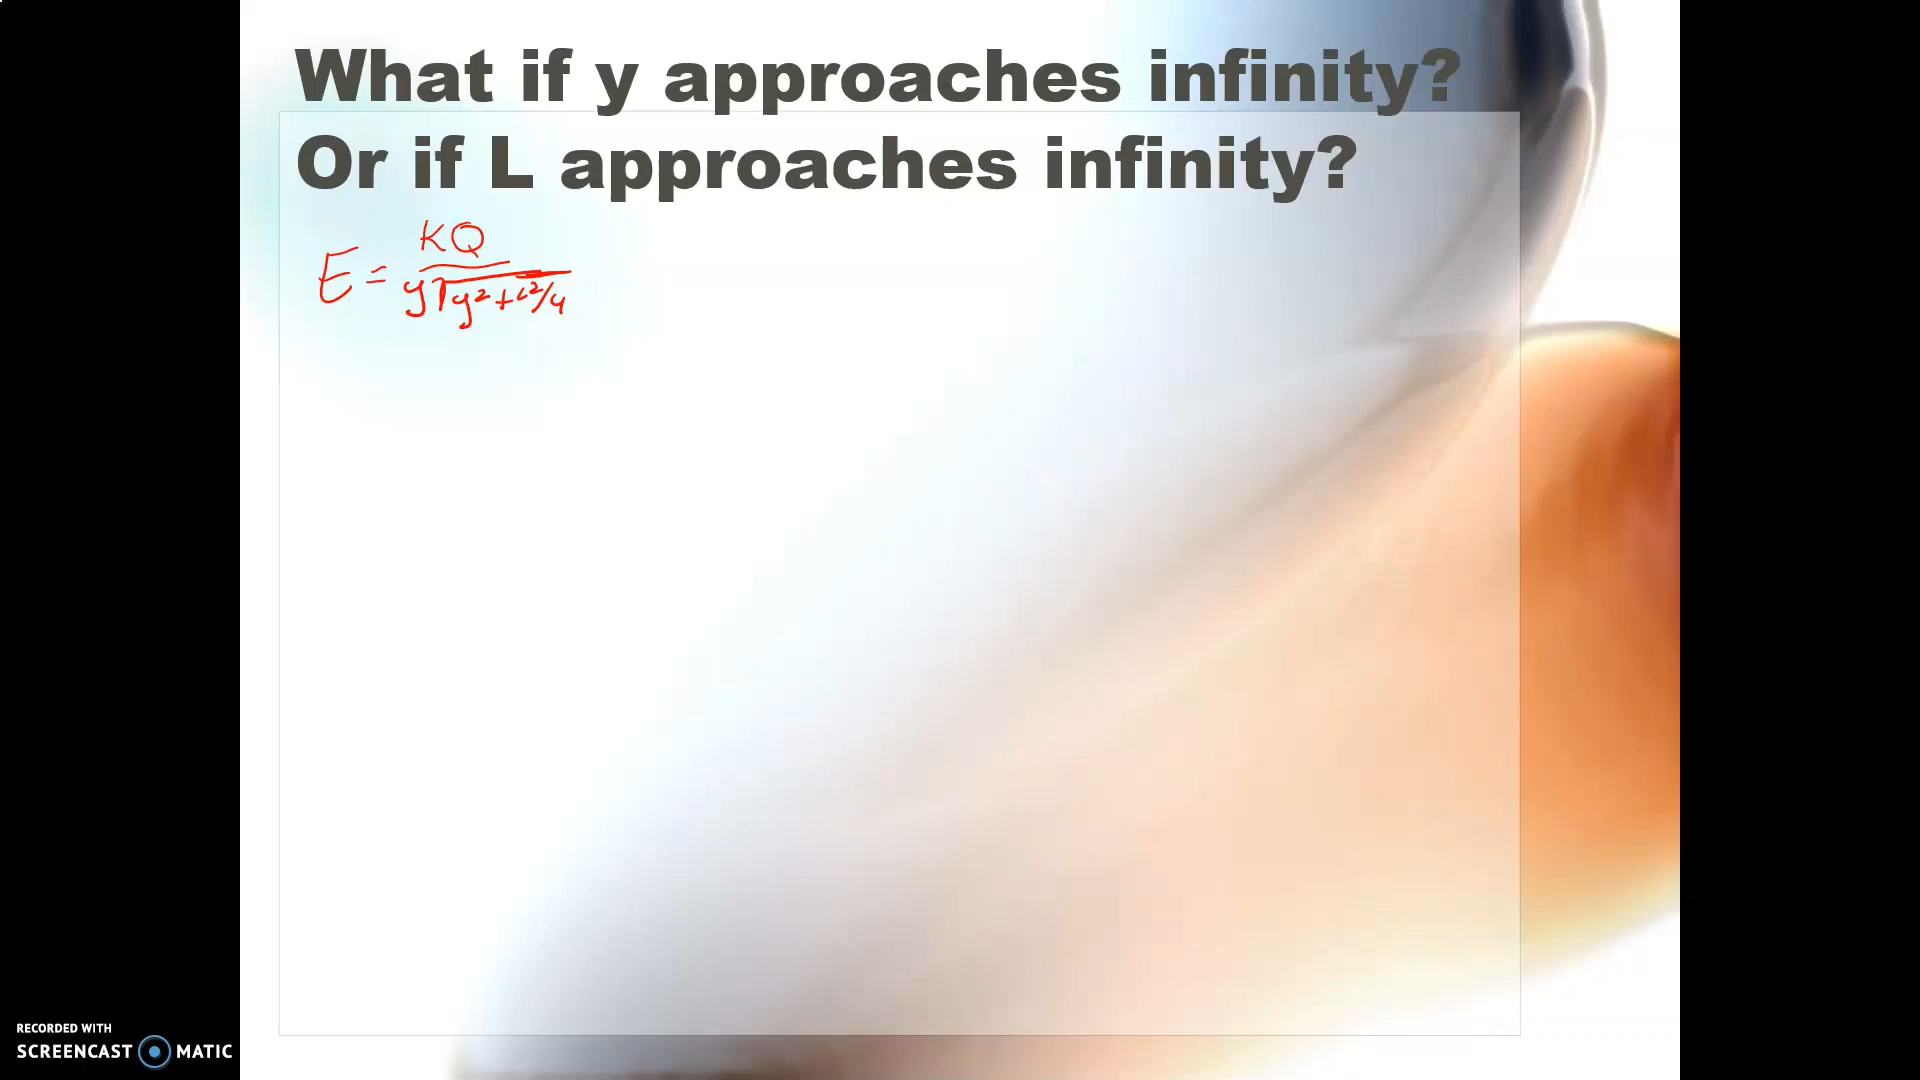 What if y approaches infinity?
Or if L approaches infinity?
E = KQ / y√y²+L²/4
RECORDED WITH
SCREENCAST MATIC